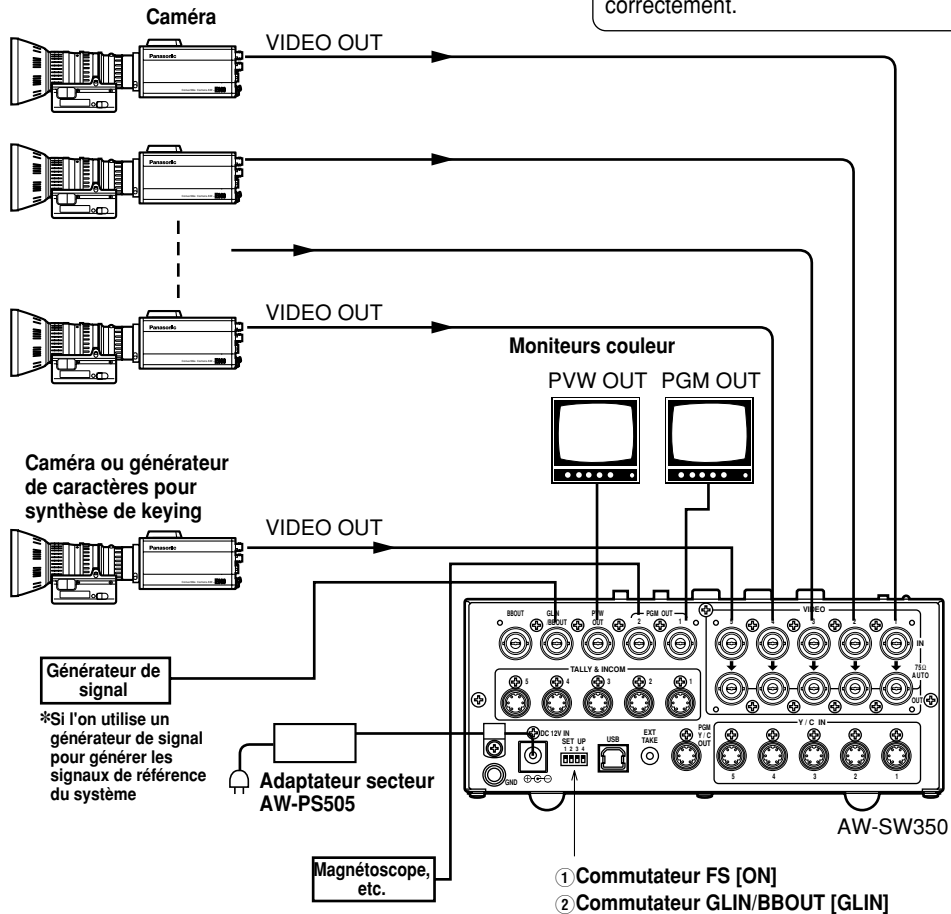 correctement.
Caméra
VIDEO OUT
Panasonic
Panasonic
VIDEO OUT
Panasonic
Moniteurs couleur
PVW OUT PGM OUT
Caméra ou générateur
de caractères pour
synthèse de keying
VIDEO OUT
Panasonic
BBOUT
GLIN
/BBOUT
PVW
OUT
PGM OUT
2 1
VIDEO
5 4 3 2 1
IN
75Ω
AUTO
OUT
TALLY & INCOM
5 4 3 2 1
Générateur de
signal
*Si l'on utilise un
générateur de signal
pour générer les
signaux de référence
du système
DC 12V IN
GND
SET UP
1 2 3 4
USB
EXT
TAKE
PGM
Y / C
OUT
Y / C IN
5 4 3 2 1
Adaptateur secteur
AW-PS505
AW-SW350
Magnétoscope,
etc.
①Commutateur FS [ON]
②Commutateur GLIN/BBOUT [GLIN]